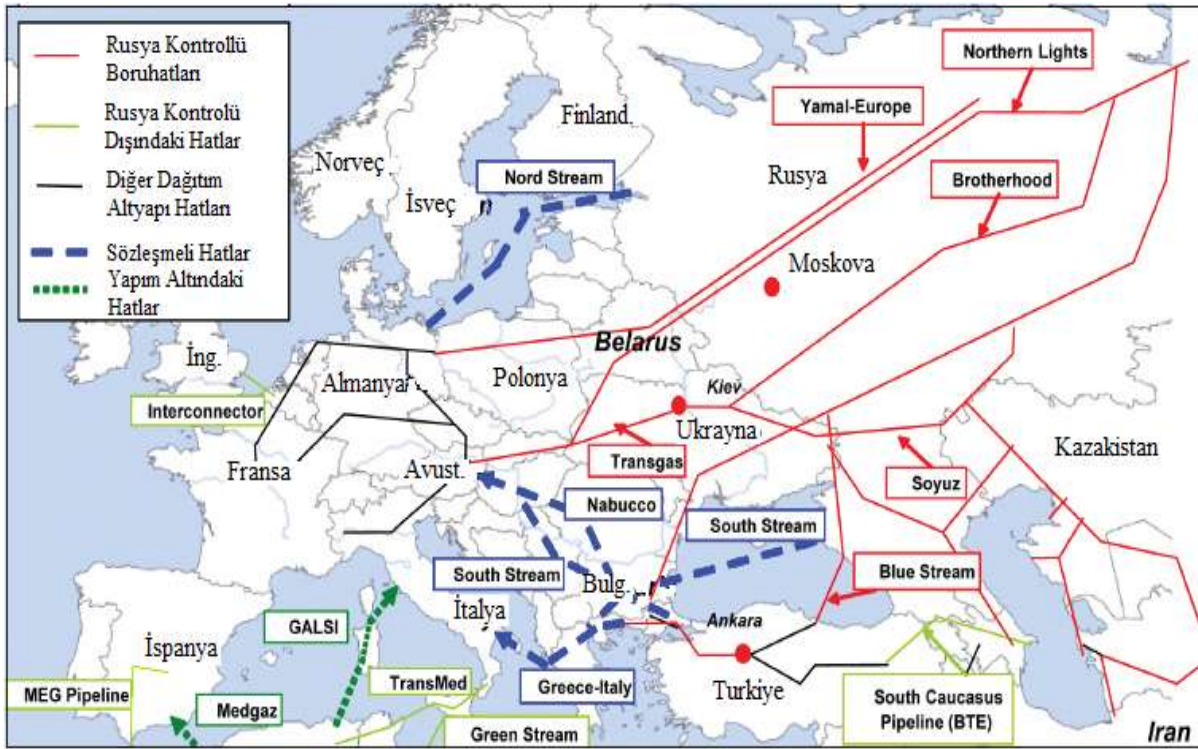 Rusya Kontrollü
Boruhatları
Rusya Kontrolü
Dışındaki Hatlar
Diğer Dağıtım
Altyapı Hatları
Sözleşmeli Hatlar
Yapım Altındaki
Hatlar
Northern Lights
Yamal-Europe
Finland.
Norveç
Rusya
Nord Stream
Brotherhood
İsveç
Moskova
Belarus
İng.
Almanya
Polonya
Kiev
Interconnector
Ukrayna
Kazakistan
Fransa
Avust.
Transgas
Soyuz
Nabucco
South Stream
South Stream
Bulg.
Blue Stream
İtalya
Ankara
GALSI
İspanya
TransMed
Greece-Italy
Turkiye
MEG Pipeline
Medgaz
South Caucasus
Pipeline (BTE)
Green Stream
Iran